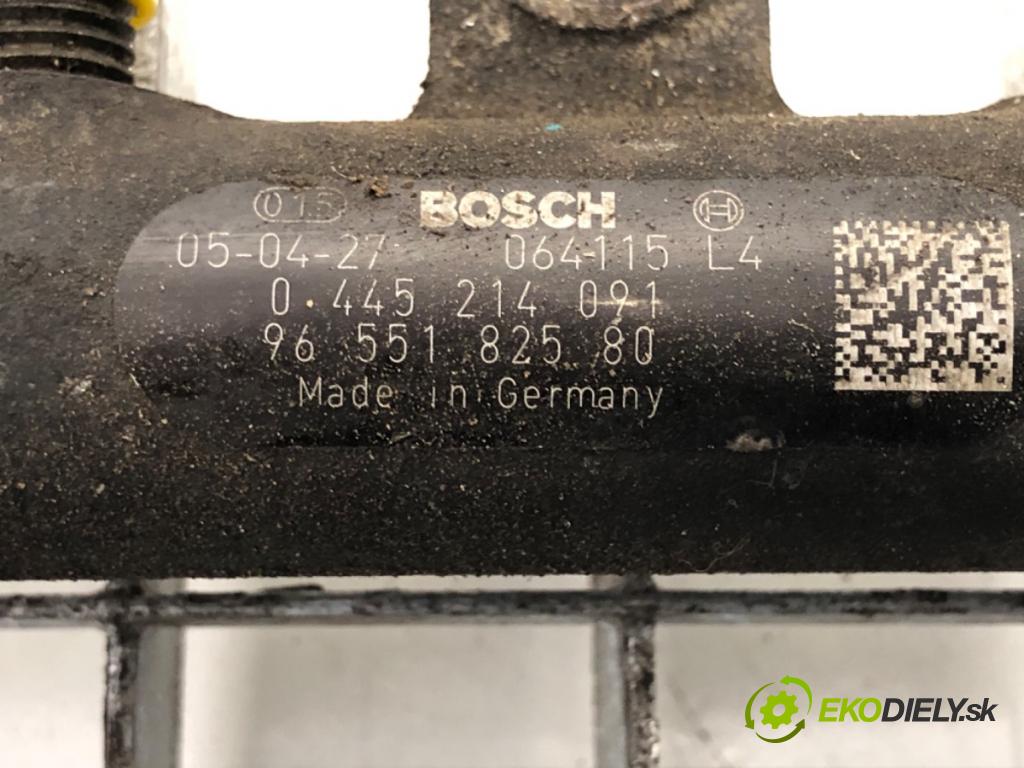 015 BOSCH
05-04-27 064115 L4
0 445 214 091
96 551 825 80
Made in Germany
EKODIELY.sk